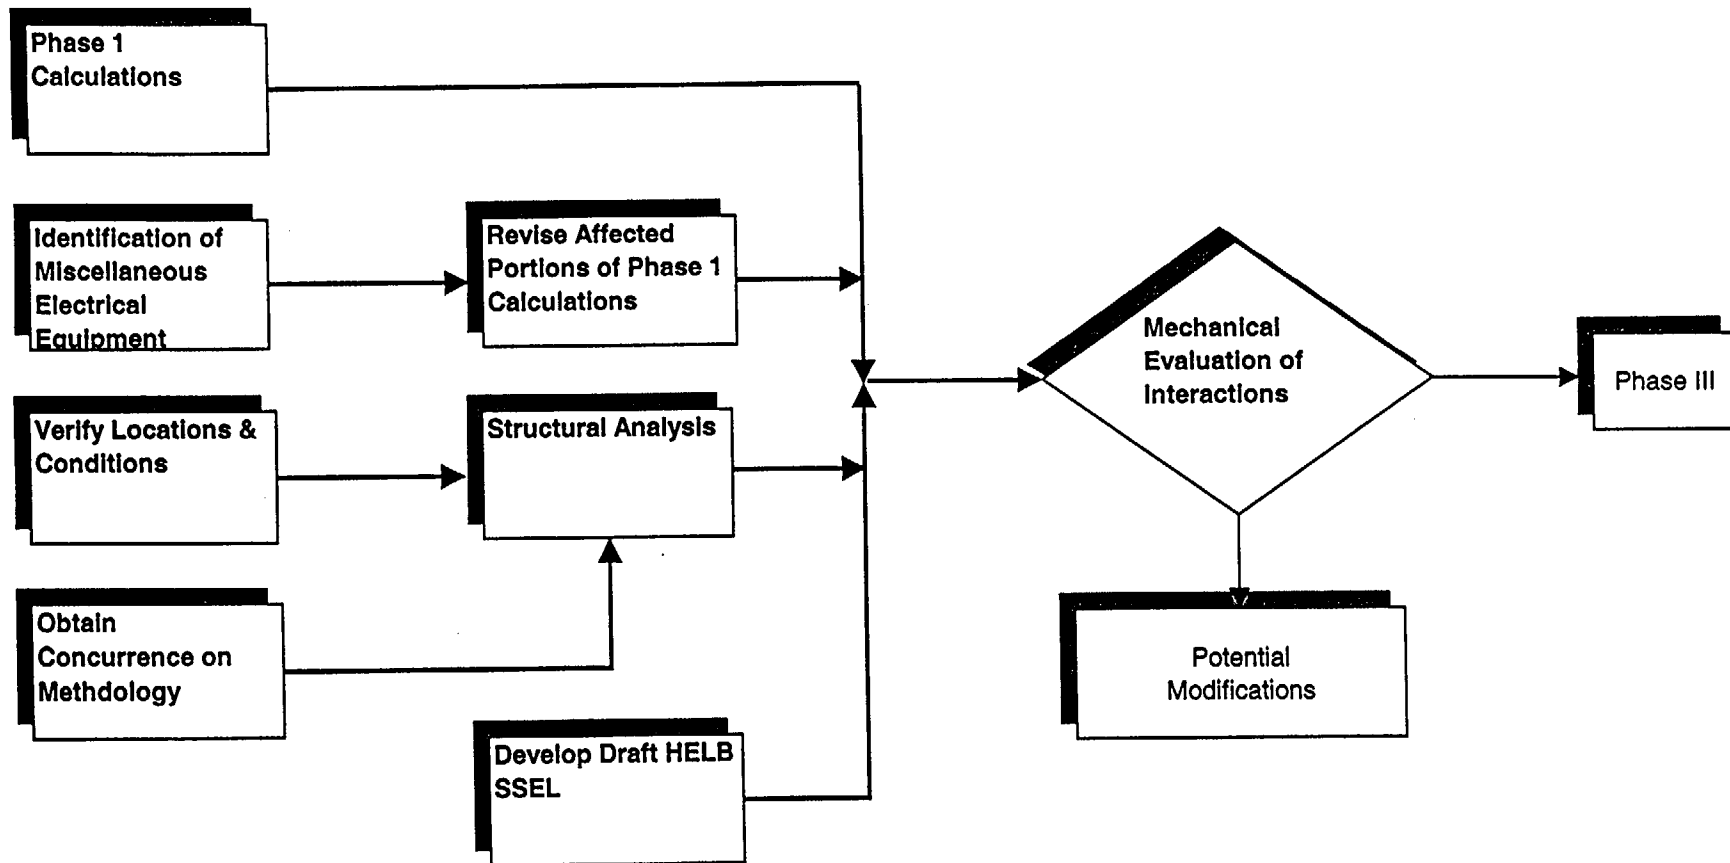 Phase 1
Calculations
Identification of
Miscellaneous
Electrical
Equipment
Revise Affected
Portions of Phase 1
Calculations
Verify Locations &
Conditions
Structural Analysis
Obtain
Concurrence on
Methdology
Develop Draft HELB
SSEL
Mechanical
Evaluation of
Interactions
Phase III
Potential
Modifications